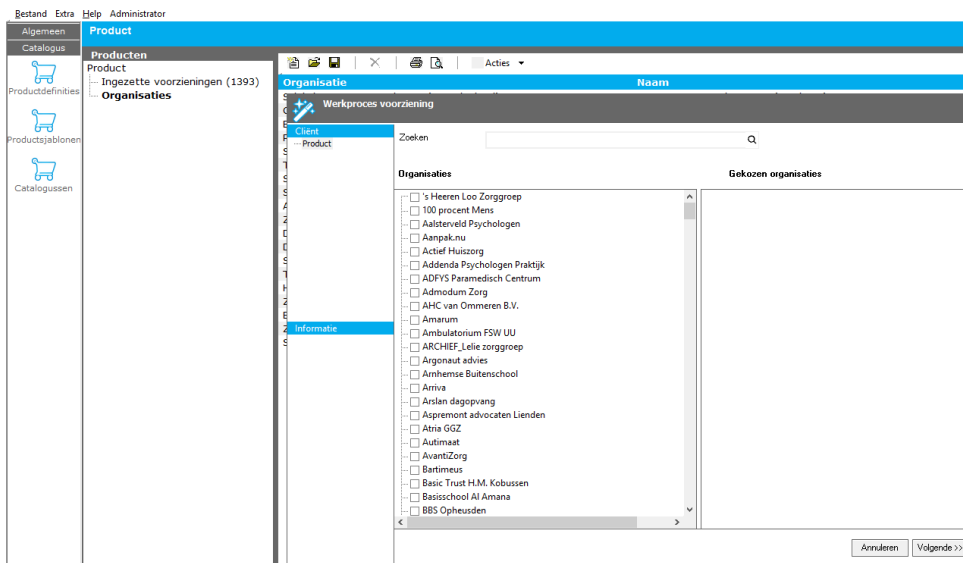 Bestand Extra Help Administrator
Algemeen
Catalogus
Productdefinities
Productsjablonen
Catalogussen
Product
Producten
Product
Ingezette voorzieningen (1393)
Organisaties
Acties
Organisatie Naam
Werkproces voorziening
Cliënt
Product
Informatie
Zoeken
Organisaties Gekozen organisaties
's Heeren Loo Zorggroep
100 procent Mens
Aalsterveld Psychologen
Aanpak.nu
Actief Huiszorg
Addenda Psychologen Praktijk
ADFYS Paramedisch Centrum
Admodum Zorg
AHC van Ommeren B.V.
Amarum
Ambulatorium FSW UU
ARCHIEF_Lelie zorggroep
Argonaut advies
Arnhemse Buitenschool
Arriva
Arslan dagopvang
Aspremont advocaten Lienden
Atria GGZ
Autimaat
AvantiZorg
Bartimeus
Basic Trust H.M. Kobussen
Basisschool Al Amana
BBS Opheusden
Annuleren Volgende >>